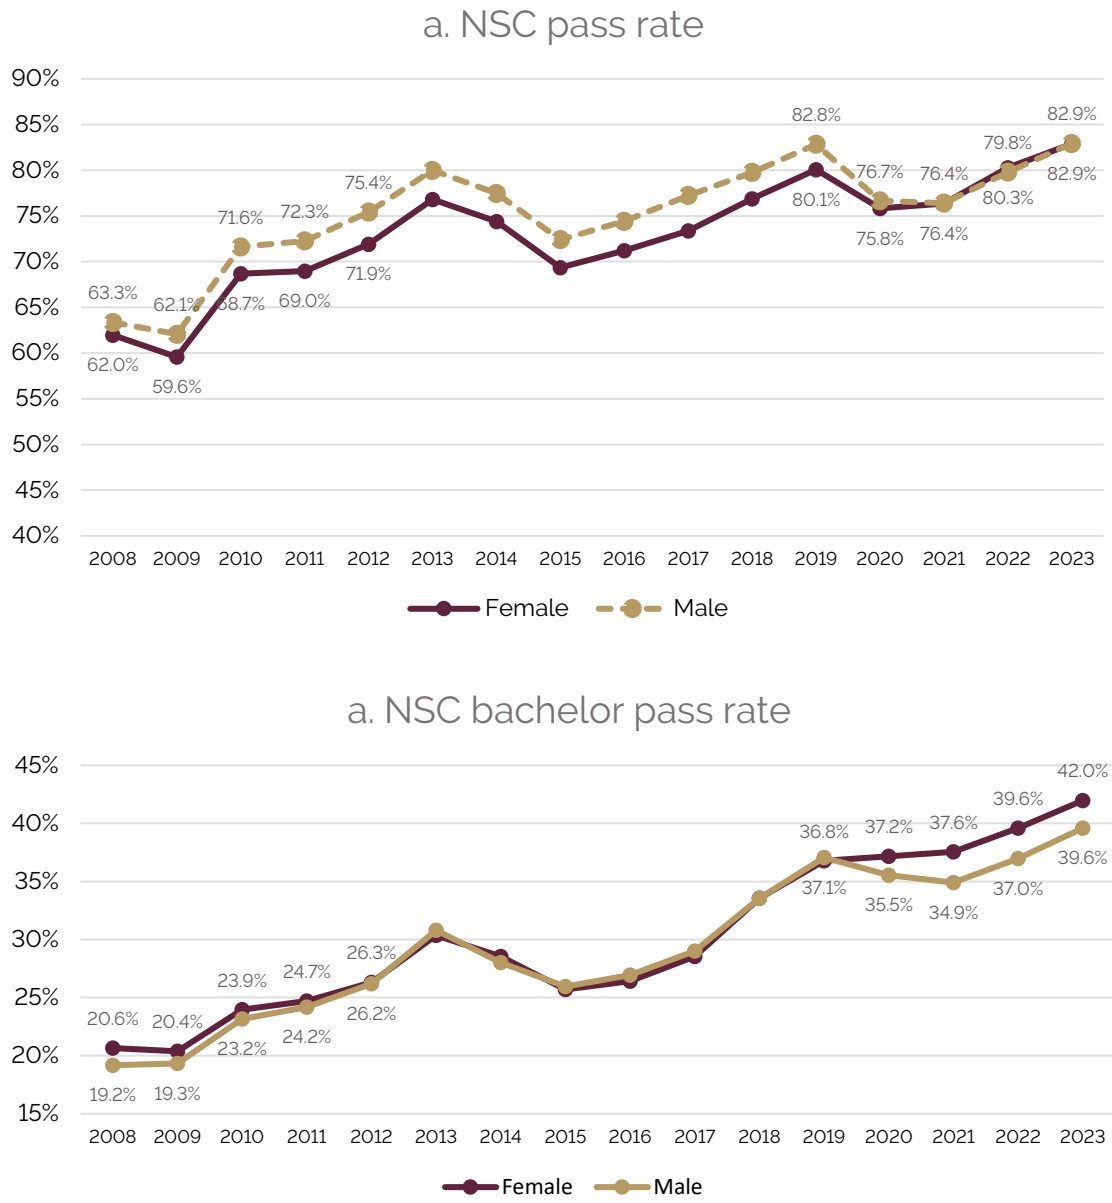 a. NSC pass rate
90%
85%
80%
75%
70%
65%
60%
55%
50%
45%
40%
82.8% 82.9%
79.8%
76.7% 76.4%
75.4%
80.1% 80.3% 82.9%
71.6% 72.3%
75.8% 76.4%
71.9%
63.3% 62.1% 68.7% 69.0%
62.0% 59.6%
2008 2009 2010 2011 2012 2013 2014 2015 2016 2017 2018 2019 2020 2021 2022 2023
Female Male
a. NSC bachelor pass rate
45%
40%
35%
30%
25%
20%
15%
42.0%
39.6%
36.8% 37.2% 37.6%
37.1% 35.5% 34.9% 37.0% 39.6%
26.3%
23.9% 24.7%
20.6% 20.4% 26.2%
23.2% 24.2%
19.2% 19.3%
2008 2009 2010 2011 2012 2013 2014 2015 2016 2017 2018 2019 2020 2021 2022 2023
Female Male